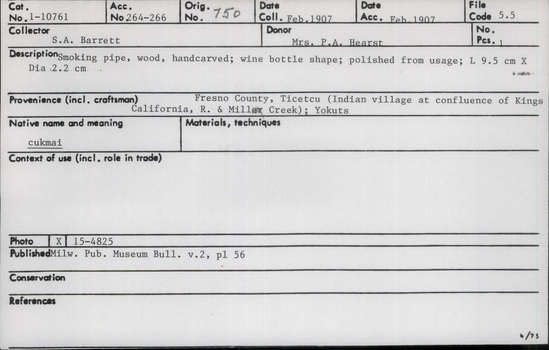 Cat. No. 1-10761 Acc. No 264-266 Orig. No. 750 Date Coll. Feb.1907 Date Acc. Feb.1907 File Code 5.5
Collector S.A. Barrett Donor Mrs. P.A. Hearst No. Pcs. 1
Description Smoking pipe, wood, handcarved; wine bottle shape; polished from usage; L 9.5 cm X
Dia 2.2 cm
Provenience (incl. craftsman) Fresno County, Ticetcu (Indian village at confluence of Kings
California, R. & Mill Creek); Yokuts
Native name and meaning Materials, techniques
cukmai
Context of use (incl. role in trade)
Photo X 15-4825
Published Milw. Pub. Museum Bull. v.2, pl 56
Conservation
References
4/73